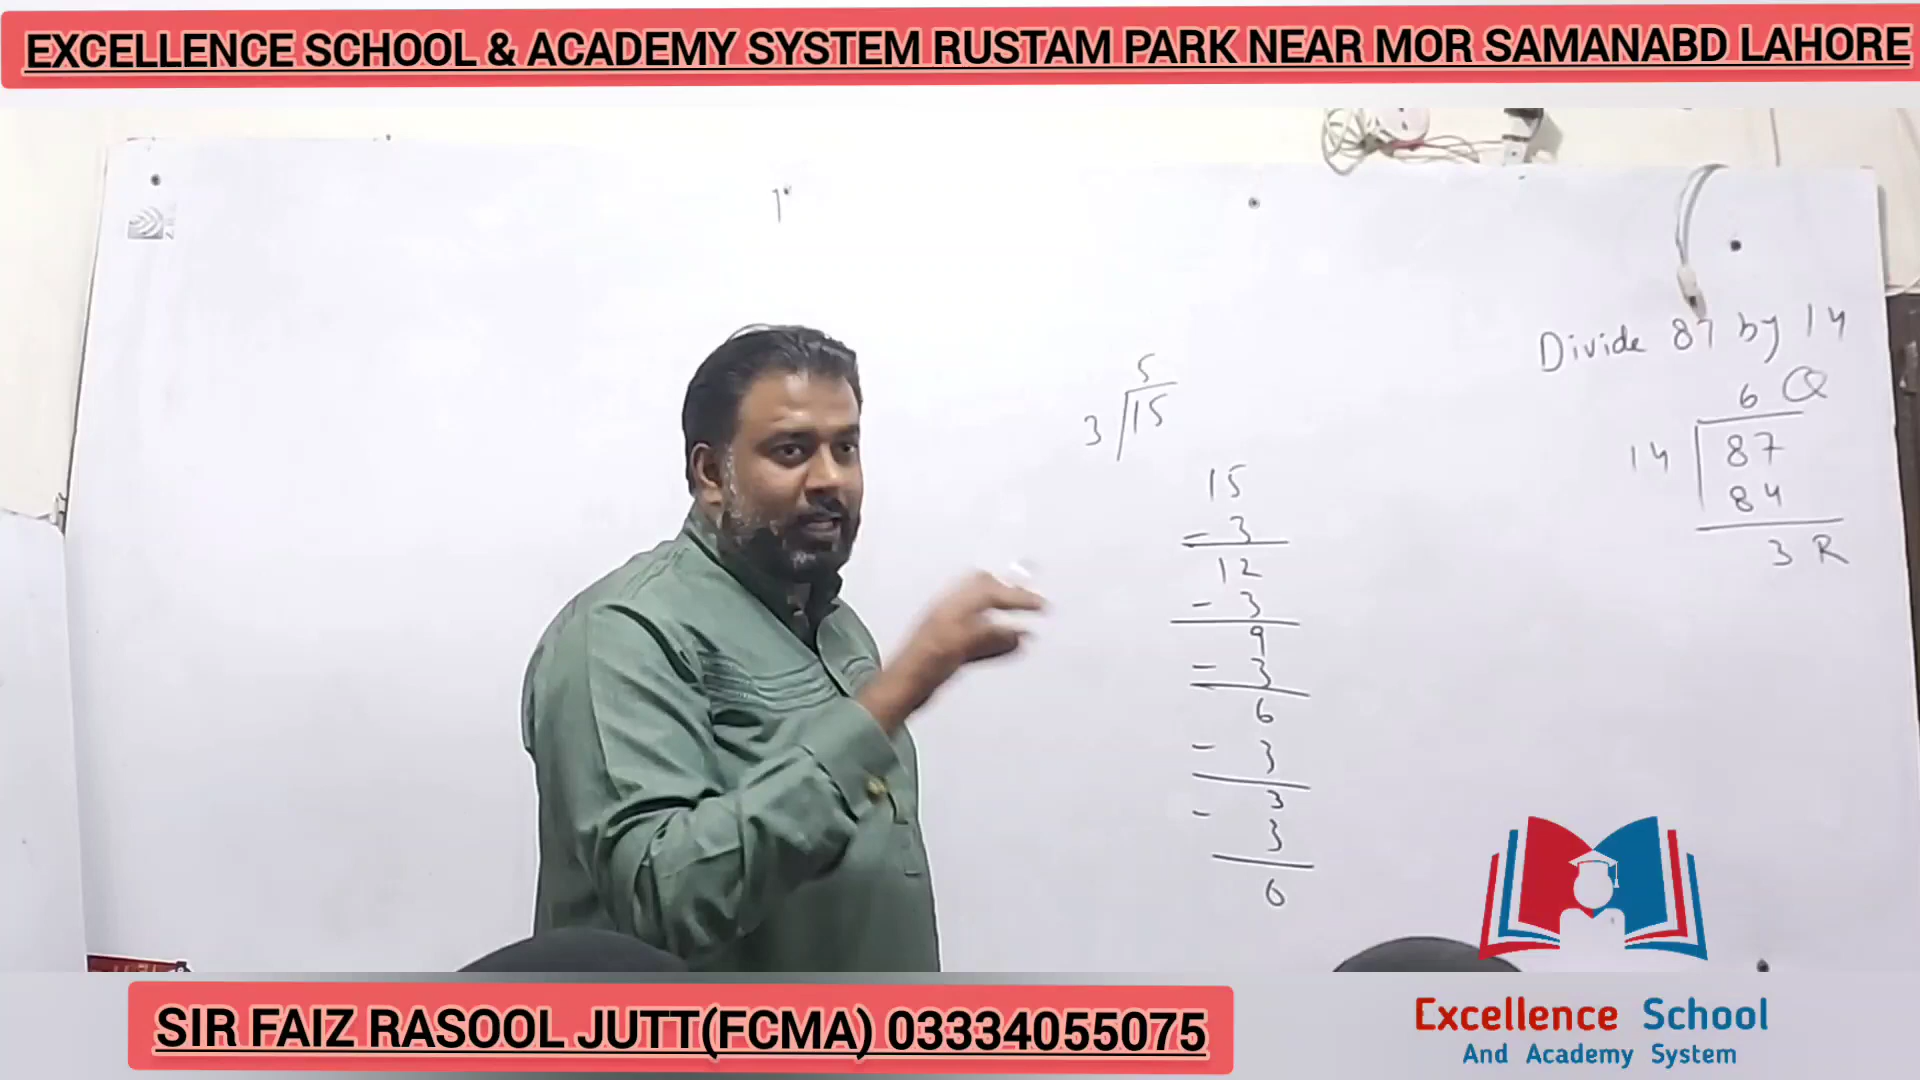 EXCELLENCE SCHOOL & ACADEMY SYSTEM RUSTAM PARK NEAR MOR SAMANABD LAHORE
5
3 15
15
- 3
12
- 3
9
- 3
6
- 3
3
- 3
0
Divide 87 by 14
6 Q
14 87
84
3 R
SIR FAIZ RASOOL JUTT(FCMA) 03334055075
Excellence School
And Academy System